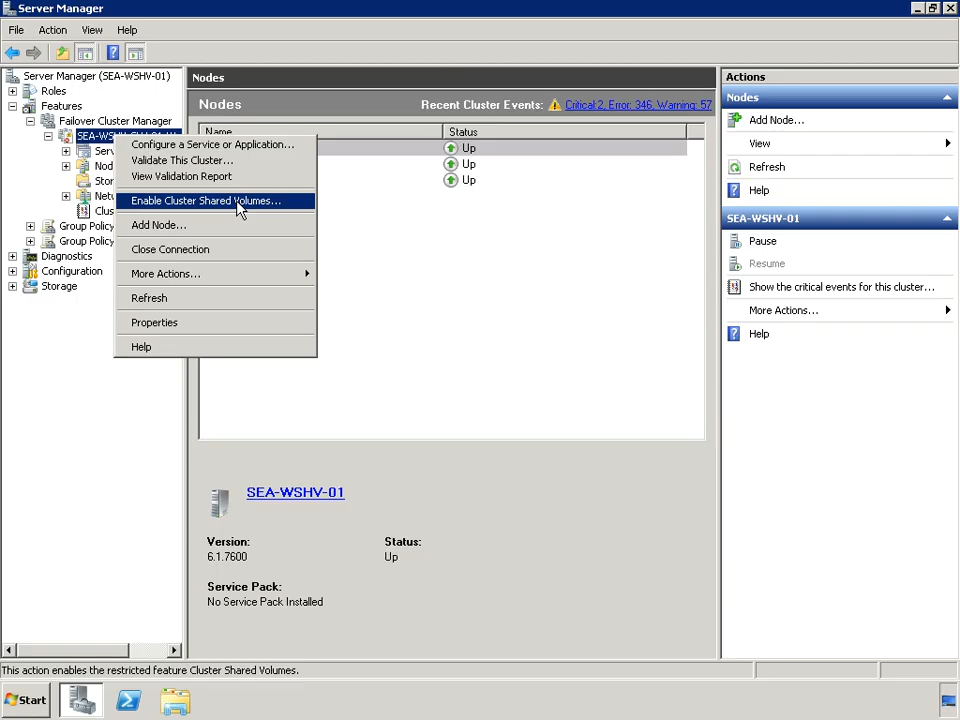 Server Manager
File Action View Help
Server Manager (SEA-WSHV-01)
Roles
Features
Failover Cluster Manager
Group Policy
Group Policy
Diagnostics
Configuration
Storage
Configure a Service or Application...
Validate This Cluster...
View Validation Report
Enable Cluster Shared Volumes...
Add Node...
Close Connection
More Actions...
Refresh
Properties
Help
Nodes
Nodes
Recent Cluster Events: Critical:2, Error: 346, Warning: 57
Name Status
Up
Up
Up
SEA-WSHV-01
Version: Status:
6.1.7600 Up
Service Pack:
No Service Pack Installed
Actions
Nodes
Add Node...
View
Refresh
Help
SEA-WSHV-01
Pause
Resume
Show the critical events for this cluster...
More Actions...
Help
This action enables the restricted feature Cluster Shared Volumes.
Start